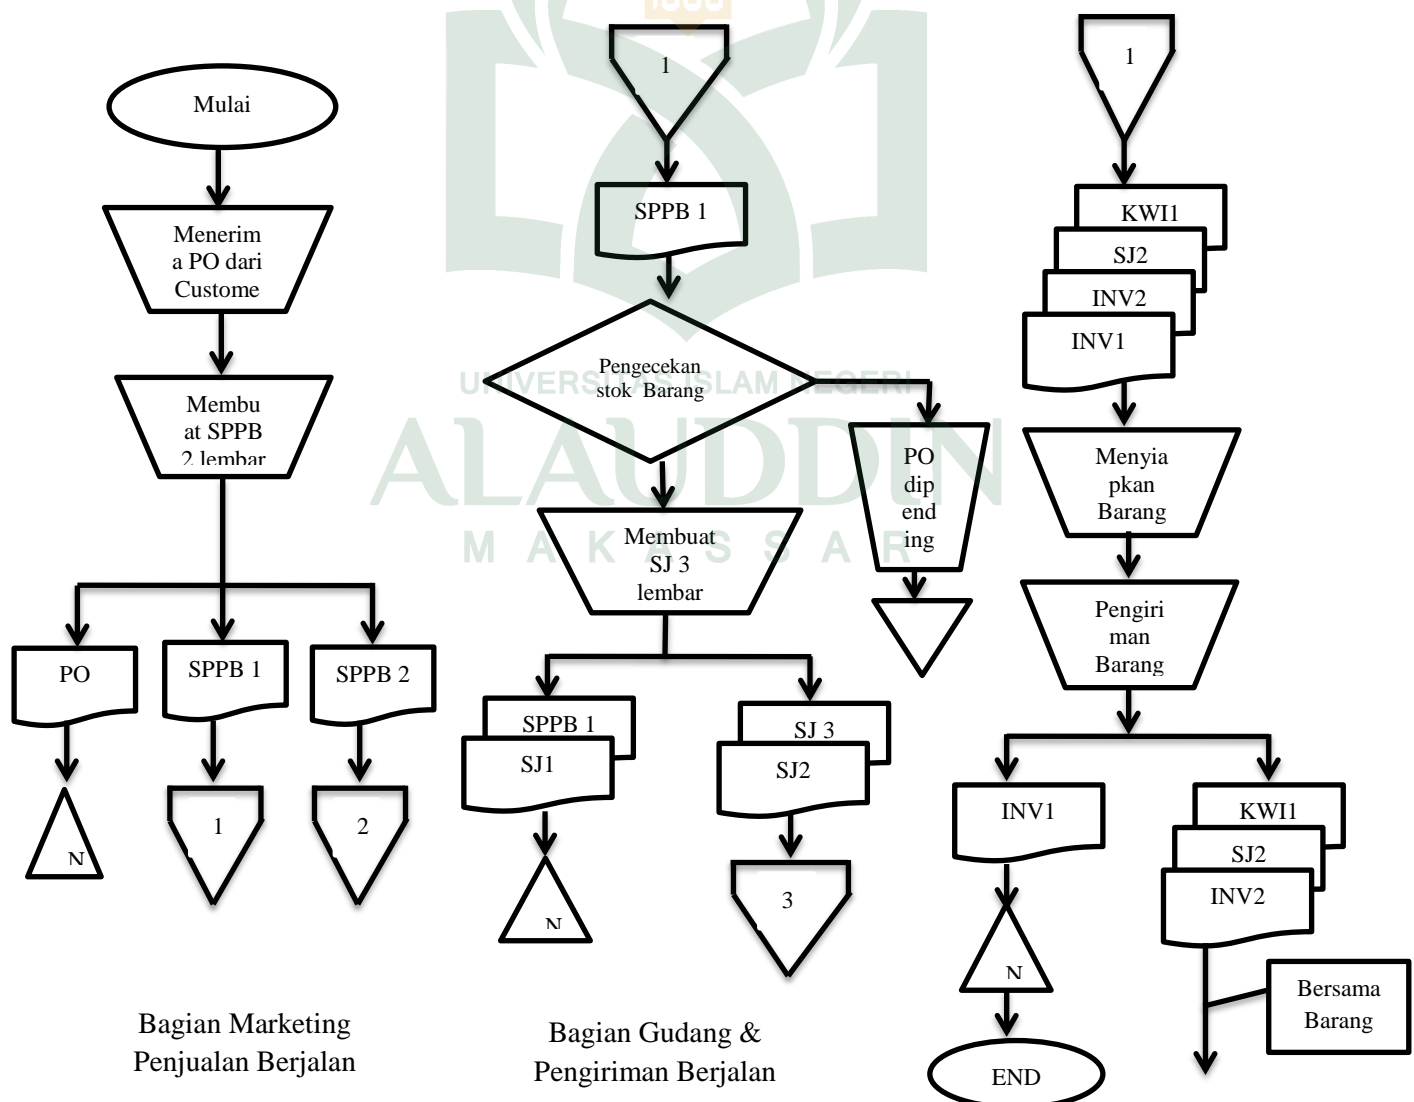 Mulai
Menerim
a PO dari
Custome
Membu
at SPPB
2 lembar
PO
SPPB 1
SPPB 2
N
1
2
Bagian Marketing
Penjualan Berjalan
1
SPPB 1
Pengecekan
stok Barang
PO
dip
end
ing
Membuat
SJ 3
lembar
SPPB 1
SJ1
SJ 3
SJ2
N
3
Bagian Gudang &
Pengiriman Berjalan
1
KWI1
SJ2
INV2
INV1
Menyia
pkan
Barang
Pengiri
man
Barang
INV1
KWI1
SJ2
INV2
N
Bersama
Barang
END
UNIVERSITAS ISLAM NEGERI
ALAUDDIN
MAKASSAR